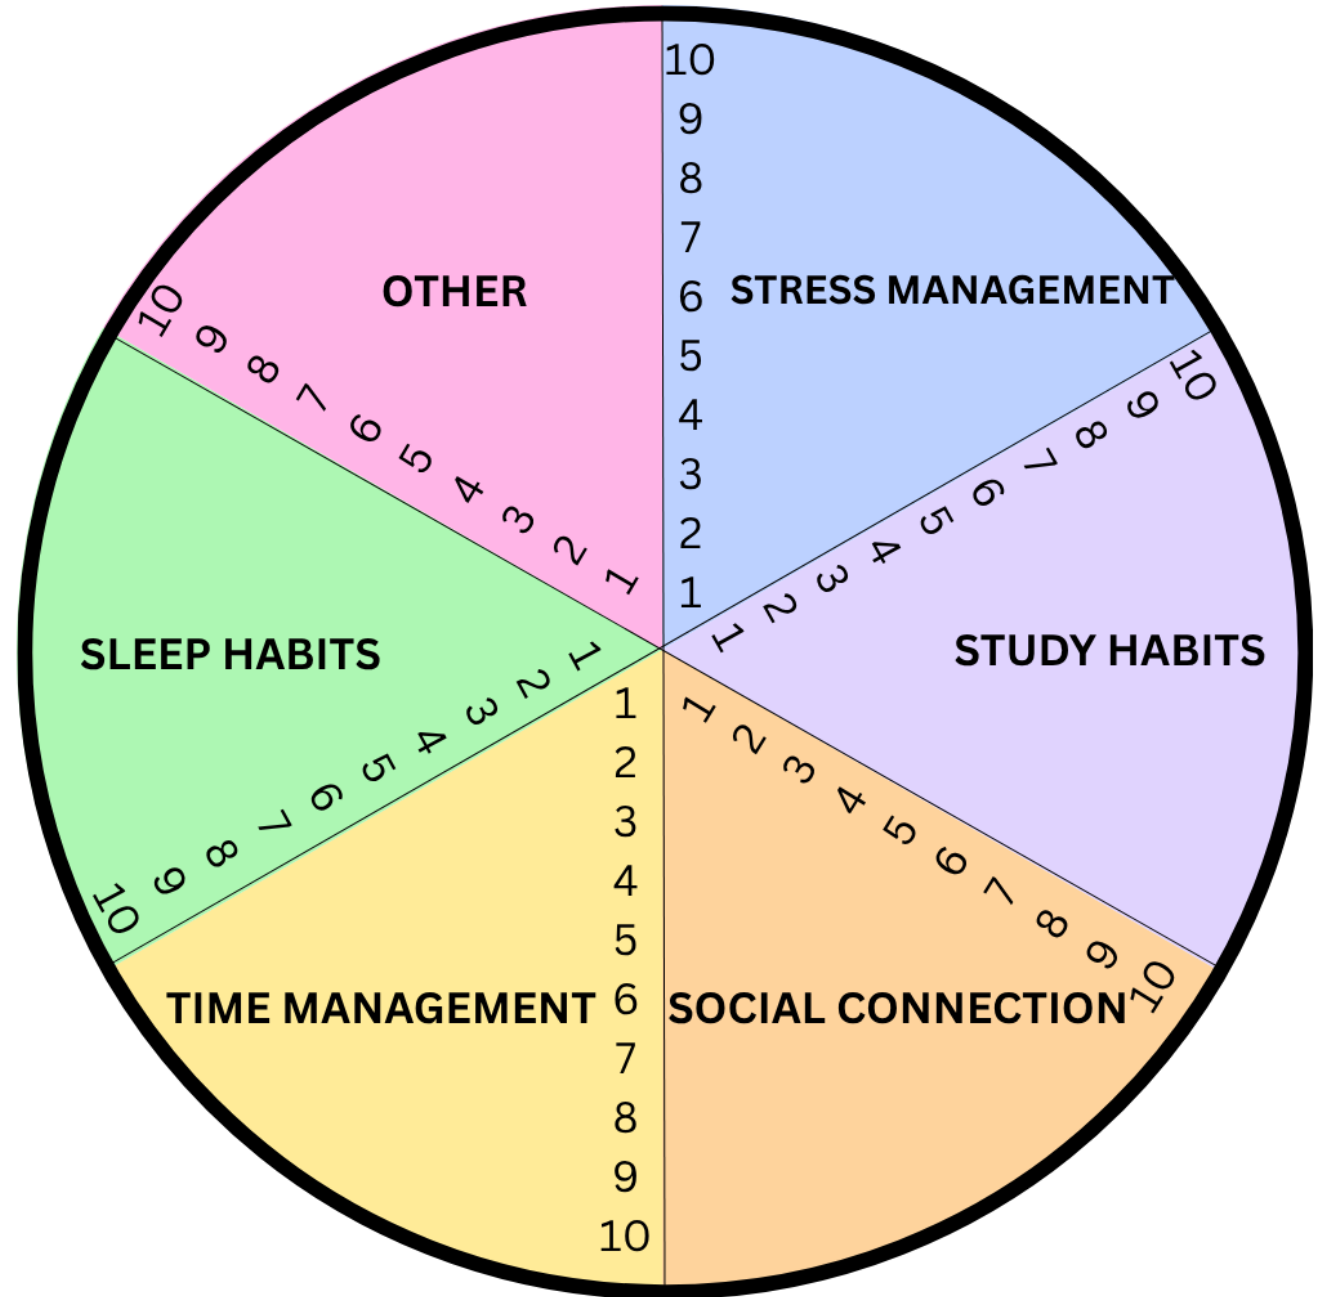 OTHER
10 9 8 7 6 5 4 3 2 1
10
9
8
7
6
5
4
3
2
1
STRESS MANAGEMENT
1 2 3 4 5 6 7 8 9 10
STUDY HABITS
1 2 3 4 5 6 7 8 9 10
SOCIAL CONNECTION
1
2
3
4
5
6
7
8
9
10
TIME MANAGEMENT
SLEEP HABITS
1 2 3 4 5 6 7 8 9 10